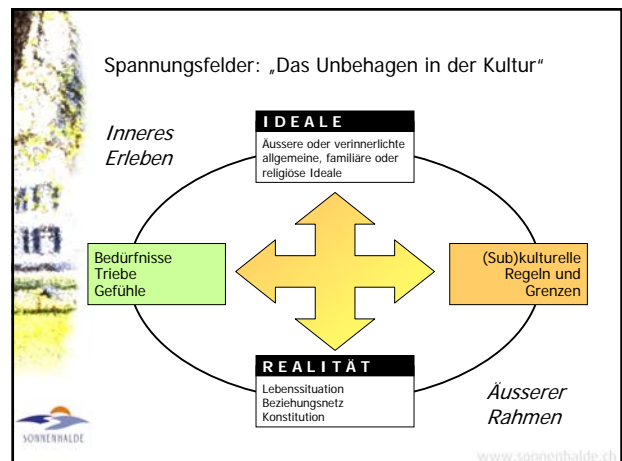 Spannungsfelder: „Das Unbehagen in der Kultur“
Inneres
Erleben
IDEALE
Äussere oder verinnerlichte
allgemeine, familiäre oder
religiöse Ideale
Bedürfnisse
Triebe
Gefühle
(Sub)kulturelle
Regeln und
Grenzen
REALITÄT
Lebenssituation
Beziehungsnetz
Konstitution
Äusserer
Rahmen
SONNENHALDE
www.sonnenhalde.ch